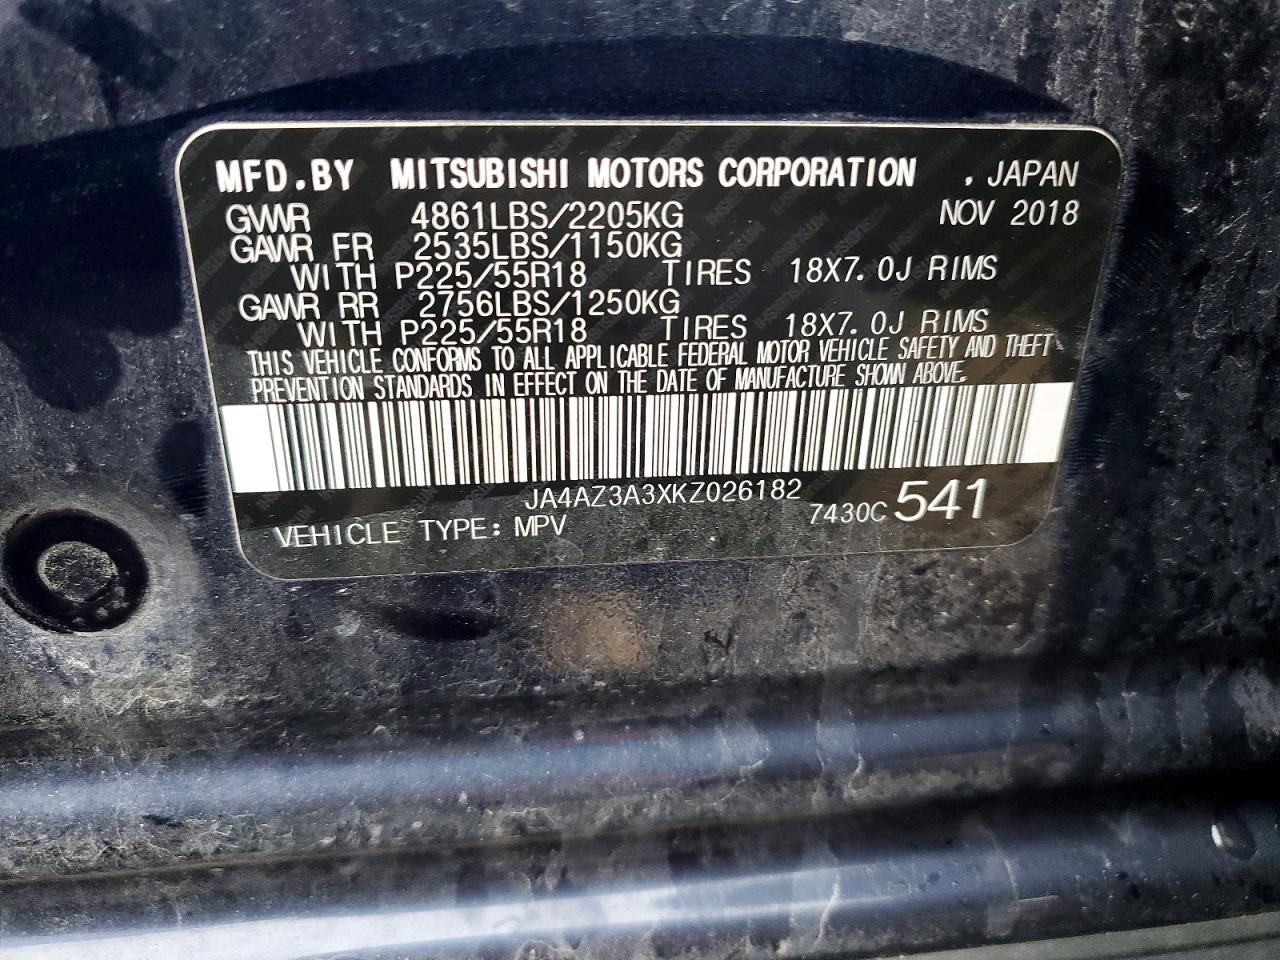 MFD.BY MITSUBISHI MOTORS CORPORATION , JAPAN
GVWR 4861LBS/2205KG NOV 2018
GAWR FR 2535LBS/1150KG
WITH P225/55R18 TIRES 18X7.0J RIMS
GAWR RR 2756LBS/1250KG
WITH P225/55R18 TIRES 18X7.0J RIMS
THIS VEHICLE CONFORMS TO ALL APPLICABLE FEDERAL MOTOR VEHICLE SAFETY AND THEFT
PREVENTION STANDARDS IN EFFECT ON THE DATE OF MANUFACTURE SHOWN ABOVE.
JA4AZ3A3XKZ026182
VEHICLE TYPE: MPV 7430C 541